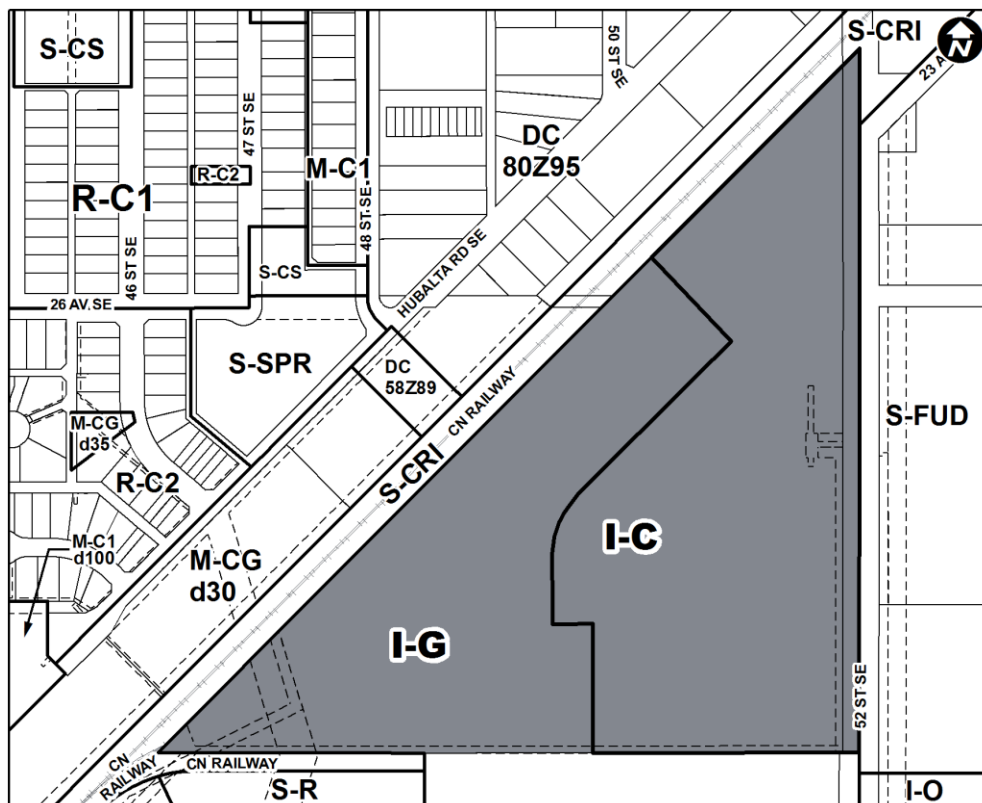 S-CS
47 ST SE
50 ST SE
S-CRI
N
23 A
DC
80Z95
R-C2
M-C1
R-C1
48 ST SE
46 ST SE
S-CS
HUBALTA RD SE
26 AV SE
S-SPR
DC
58Z89
CN RAILWAY
M-CG
d35
S-FUD
R-C2
S-CRI
I-C
M-C1
d100
M-CG
d30
I-G
52 ST SE
CN
RAILWAY
CN RAILWAY
S-R
I-O